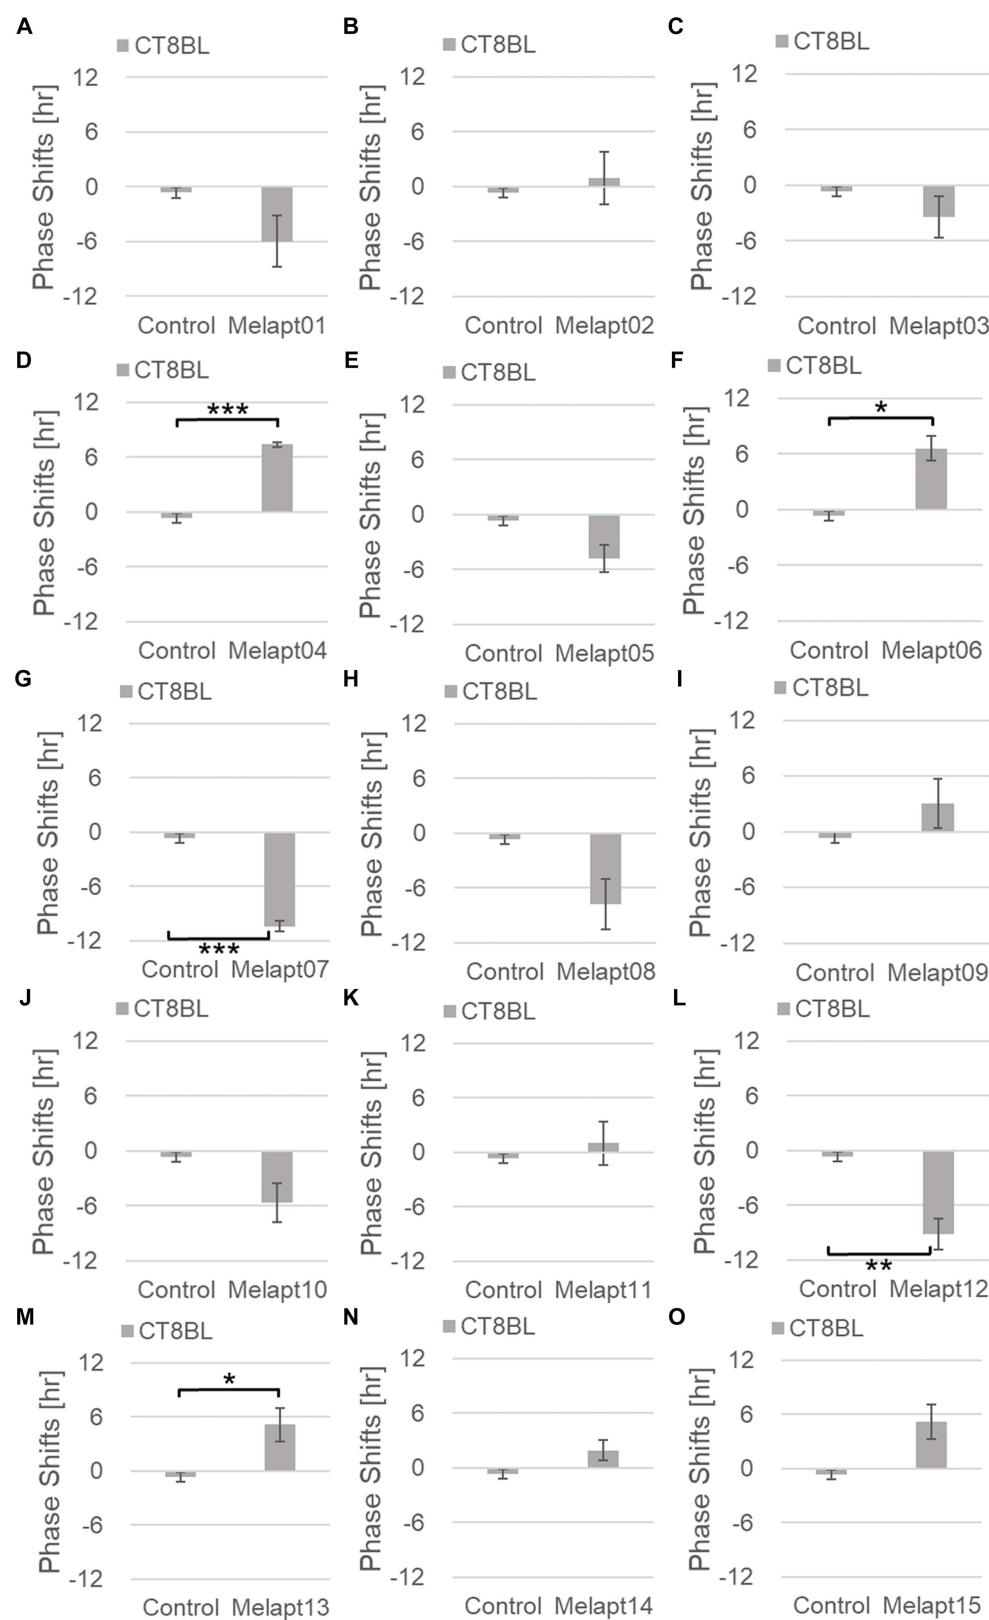 A
CT8BL
Phase Shifts [hr]
12
6
0
-6
-12
Control Melapt01
B
CT8BL
Phase Shifts [hr]
12
6
0
-6
-12
Control Melapt02
C
CT8BL
Phase Shifts [hr]
12
6
0
-6
-12
Control Melapt03
D
CT8BL
Phase Shifts [hr]
12
6
0
-6
-12
***
Control Melapt04
E
CT8BL
Phase Shifts [hr]
12
6
0
-6
-12
Control Melapt05
F
CT8BL
Phase Shifts [hr]
12
6
0
-6
-12
*
Control Melapt06
G
CT8BL
Phase Shifts [hr]
12
6
0
-6
-12
***
Control Melapt07
H
CT8BL
Phase Shifts [hr]
12
6
0
-6
-12
Control Melapt08
I
CT8BL
Phase Shifts [hr]
12
6
0
-6
-12
Control Melapt09
J
CT8BL
Phase Shifts [hr]
12
6
0
-6
-12
Control Melapt10
K
CT8BL
Phase Shifts [hr]
12
6
0
-6
-12
Control Melapt11
L
CT8BL
Phase Shifts [hr]
12
6
0
-6
-12
**
Control Melapt12
M
CT8BL
Phase Shifts [hr]
12
6
0
-6
-12
*
Control Melapt13
N
CT8BL
Phase Shifts [hr]
12
6
0
-6
-12
Control Melapt14
O
CT8BL
Phase Shifts [hr]
12
6
0
-6
-12
Control Melapt15